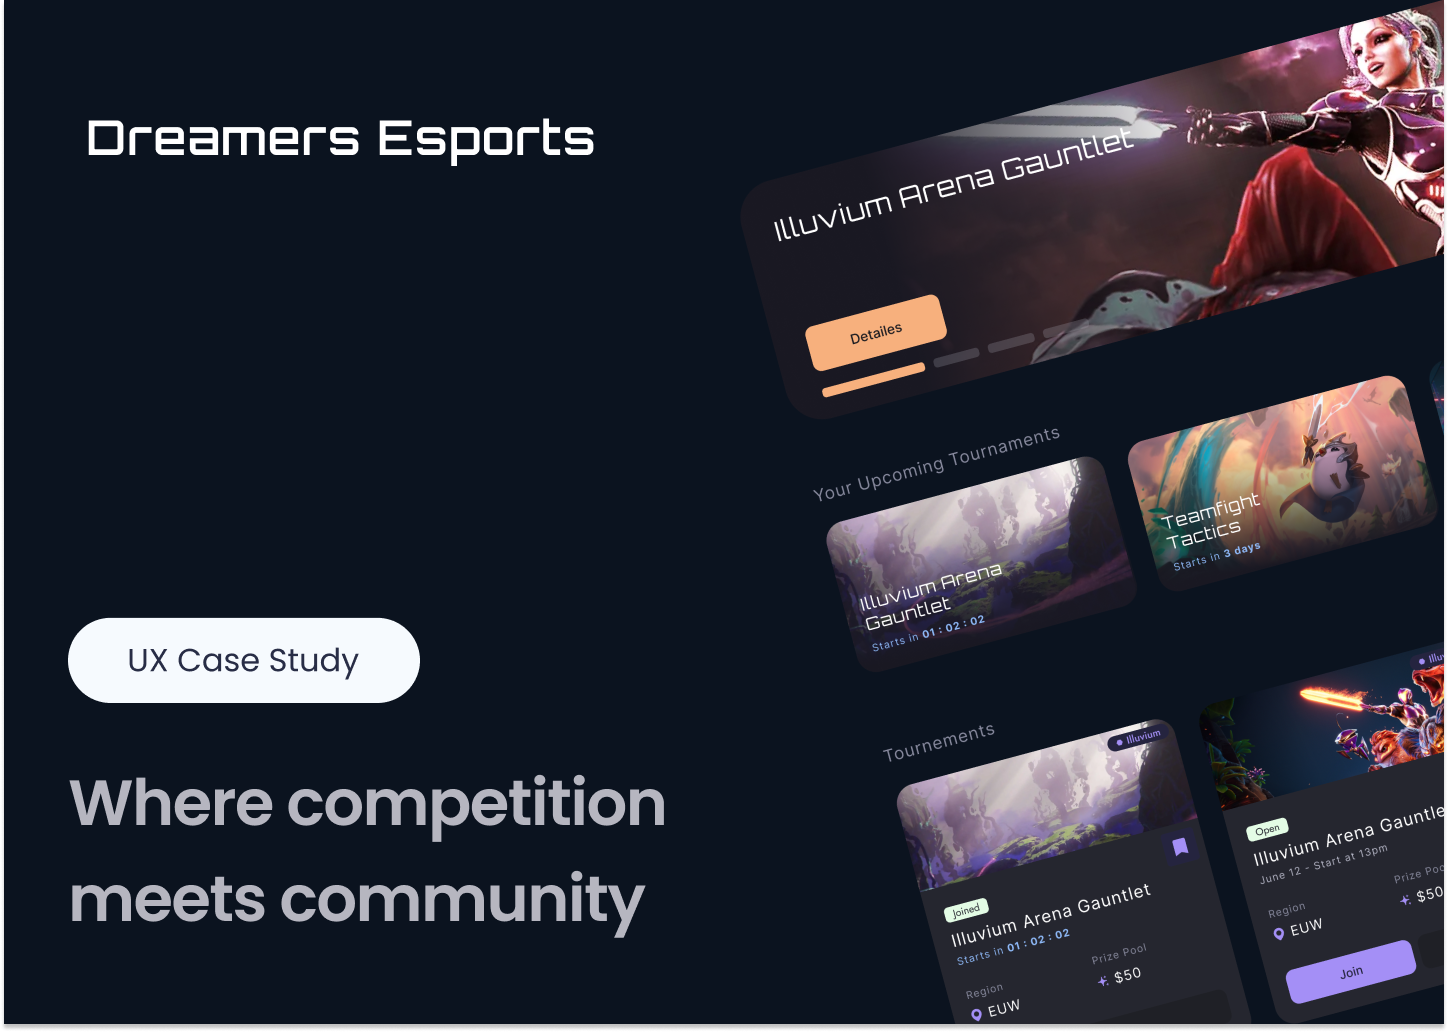 Dreamers Esports
UX Case Study
Where competition
meets community
Illuvium Arena Gauntlet
Detailes
Your Upcoming Tournaments
Illuvium Arena
Gauntlet
Starts in 01 : 02 : 02
Teamfight
Tactics
Starts in 3 days
Tournements
Illuvium
Joined
Illuvium Arena Gauntlet
Starts in 01 : 02 : 02
Region
EUW
Prize Pool
$50
Open
Illuvium Arena Gauntle
June 12 - Start at 13pm
Region
EUW
Prize Poo
$50
Join